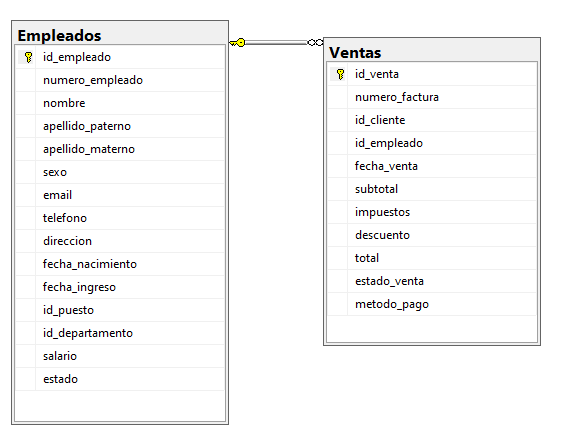 Empleados
id_empleado
numero_empleado
nombre
apellido_paterno
apellido_materno
sexo
email
telefono
direccion
fecha_nacimiento
fecha_ingreso
id_puesto
id_departamento
salario
estado
Ventas
id_venta
numero_factura
id_cliente
id_empleado
fecha_venta
subtotal
impuestos
descuento
total
estado_venta
metodo_pago